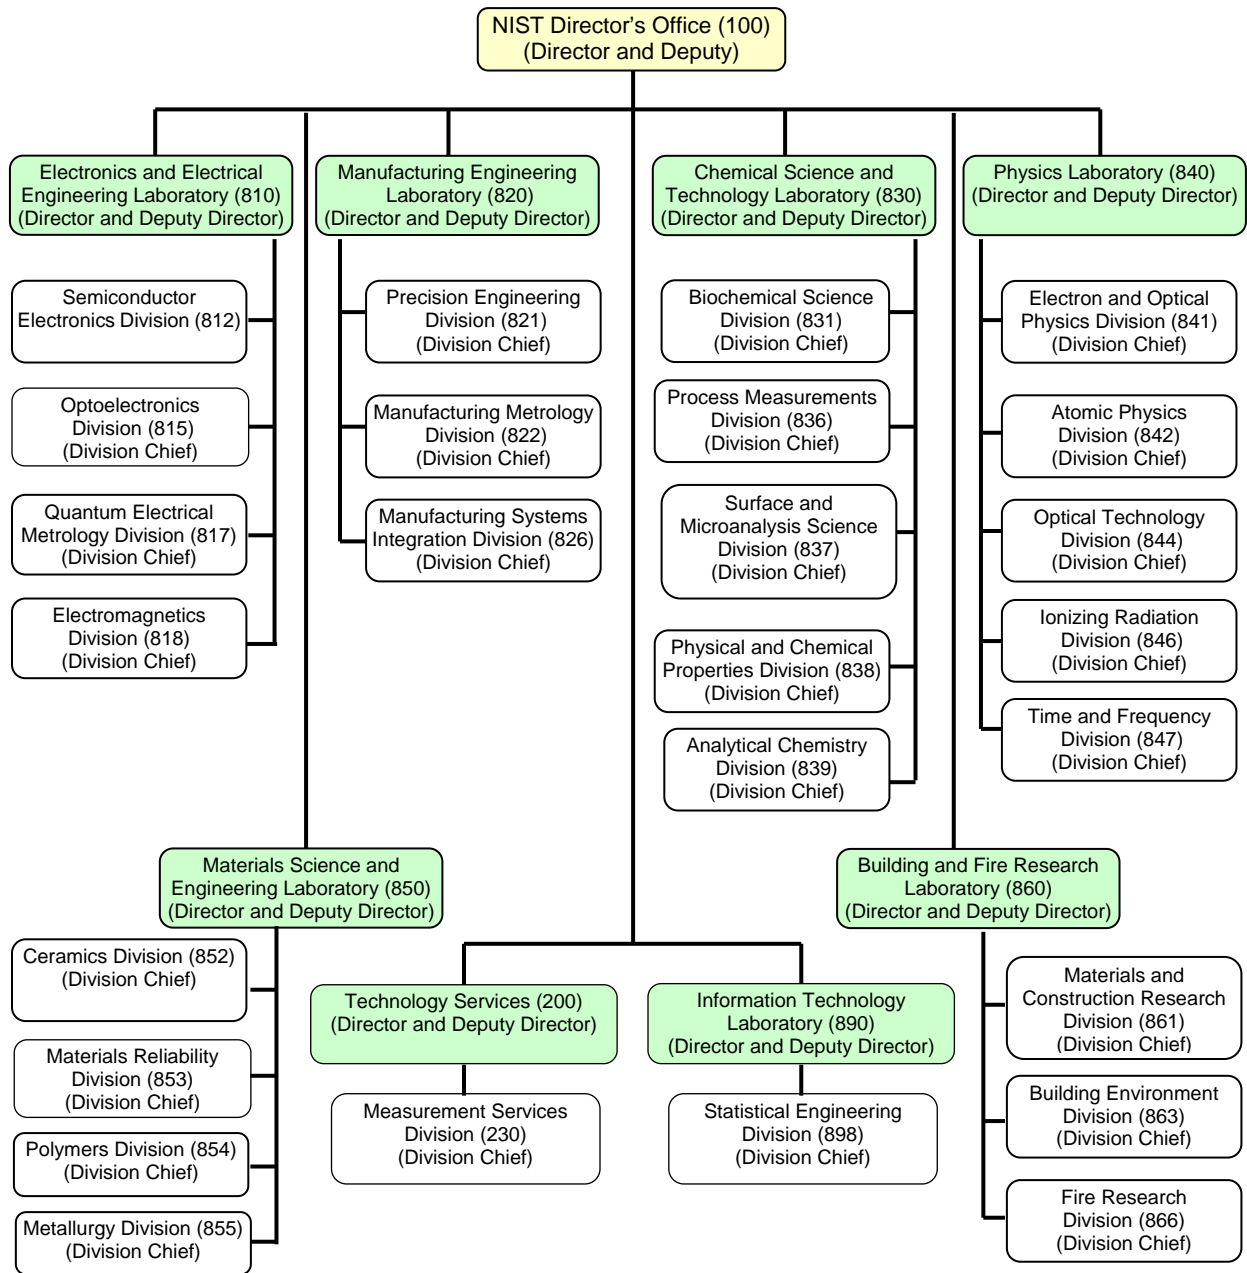 NIST Director's Office (100)
(Director and Deputy)
Electronics and Electrical
Engineering Laboratory (810)
(Director and Deputy Director)
Manufacturing Engineering
Laboratory (820)
(Director and Deputy Director)
Chemical Science and
Technology Laboratory (830)
(Director and Deputy Director)
Physics Laboratory (840)
(Director and Deputy Director)
Semiconductor
Electronics Division (812)
Optoelectronics
Division (815)
(Division Chief)
Quantum Electrical
Metrology Division (817)
(Division Chief)
Electromagnetics
Division (818)
(Division Chief)
Precision Engineering
Division (821)
(Division Chief)
Manufacturing Metrology
Division (822)
(Division Chief)
Manufacturing Systems
Integration Division (826)
(Division Chief)
Biochemical Science
Division (831)
(Division Chief)
Process Measurements
Division (836)
(Division Chief)
Surface and
Microanalysis Science
Division (837)
(Division Chief)
Physical and Chemical
Properties Division (838)
(Division Chief)
Analytical Chemistry
Division (839)
(Division Chief)
Electron and Optical
Physics Division (841)
(Division Chief)
Atomic Physics
Division (842)
(Division Chief)
Optical Technology
Division (844)
(Division Chief)
Ionizing Radiation
Division (846)
(Division Chief)
Time and Frequency
Division (847)
(Division Chief)
Materials Science and
Engineering Laboratory (850)
(Director and Deputy Director)
Building and Fire Research
Laboratory (860)
(Director and Deputy Director)
Ceramics Division (852)
(Division Chief)
Materials Reliability
Division (853)
(Division Chief)
Polymers Division (854)
(Division Chief)
Metallurgy Division (855)
(Division Chief)
Technology Services (200)
(Director and Deputy Director)
Measurement Services
Division (230)
(Division Chief)
Information Technology
Laboratory (890)
(Director and Deputy Director)
Statistical Engineering
Division (898)
(Division Chief)
Materials and
Construction Research
Division (861)
(Division Chief)
Building Environment
Division (863)
(Division Chief)
Fire Research
Division (866)
(Division Chief)